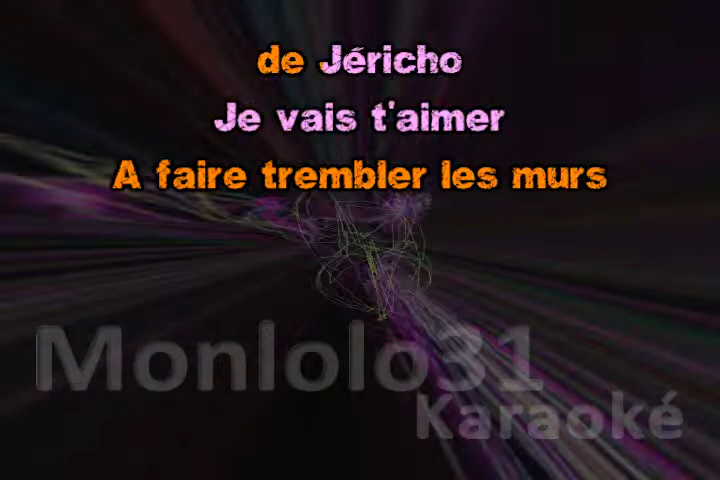 de Jéricho
Je vais t'aimer
A faire trembler les murs
Monlolo31
Karaoké